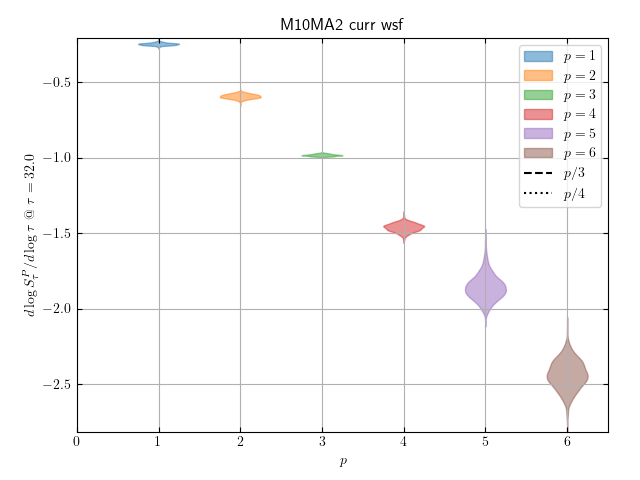 M10MA2 curr wsf
d log S_τ^P / d log τ @ τ = 32.0
−0.5
−1.0
−1.5
−2.0
−2.5
0 1 2 3 4 5 6
p
p = 1
p = 2
p = 3
p = 4
p = 5
p = 6
p/3
p/4